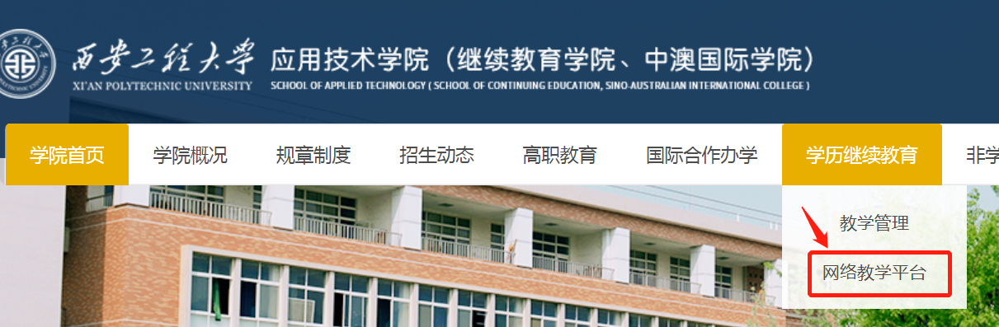 西安工程大学
XI'AN POLYTECHNIC UNIVERSITY
应用技术学院（继续教育学院、中澳国际学院）
SCHOOL OF APPLIED TECHNOLOGY ( SCHOOL OF CONTINUING EDUCATION, SINO-AUSTRALIAN INTERNATIONAL COLLEGE )
学院首页 学院概况 规章制度 招生动态 高职教育 国际合作办学 学历继续教育 非学
教学管理
网络教学平台